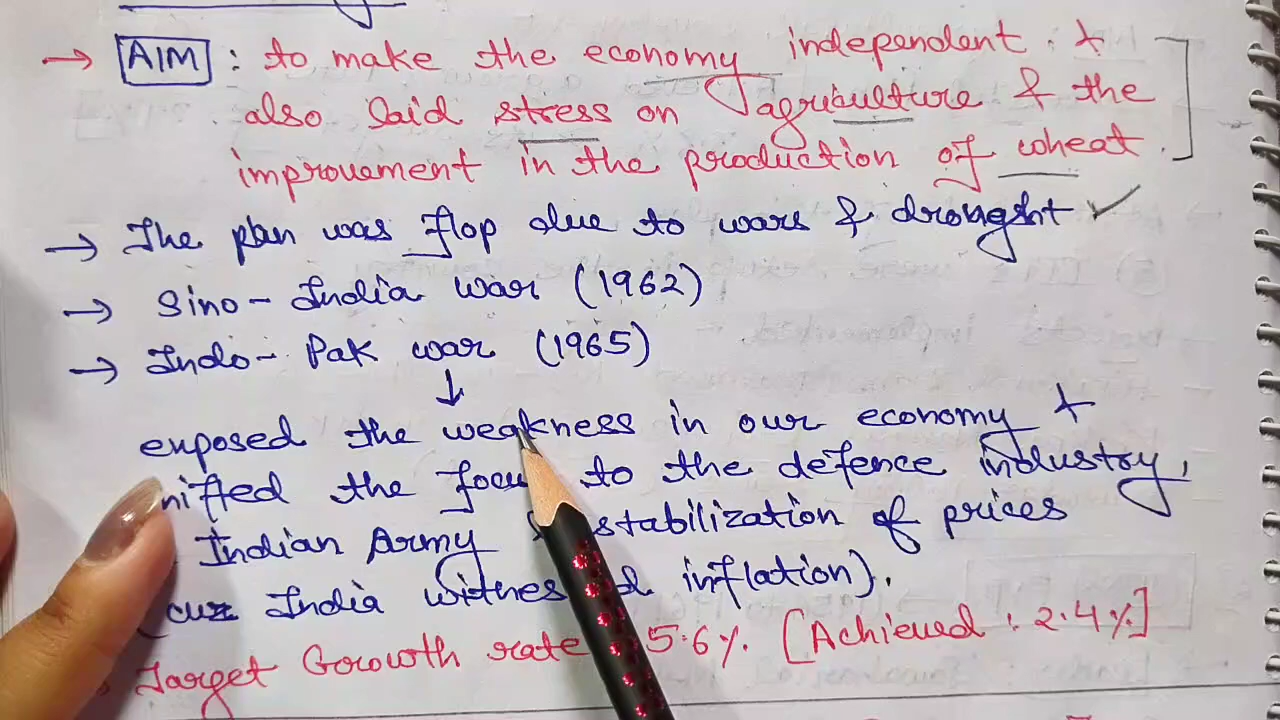 → AIM : to make the economy independent &
also laid stress on agriculture & the
improvement in the production of wheat.
→ The plan was flop due to wars & drought ✓
→ Sino-India war (1962)
→ Indo-Pak war (1965)
↓
exposed the weakness in our economy &
the focus to the defence industry,
Indian Army & stabilization of prices
(cuz India witnessed inflation).
Target Growth rate 5.6%. [Achieved : 2.4%]